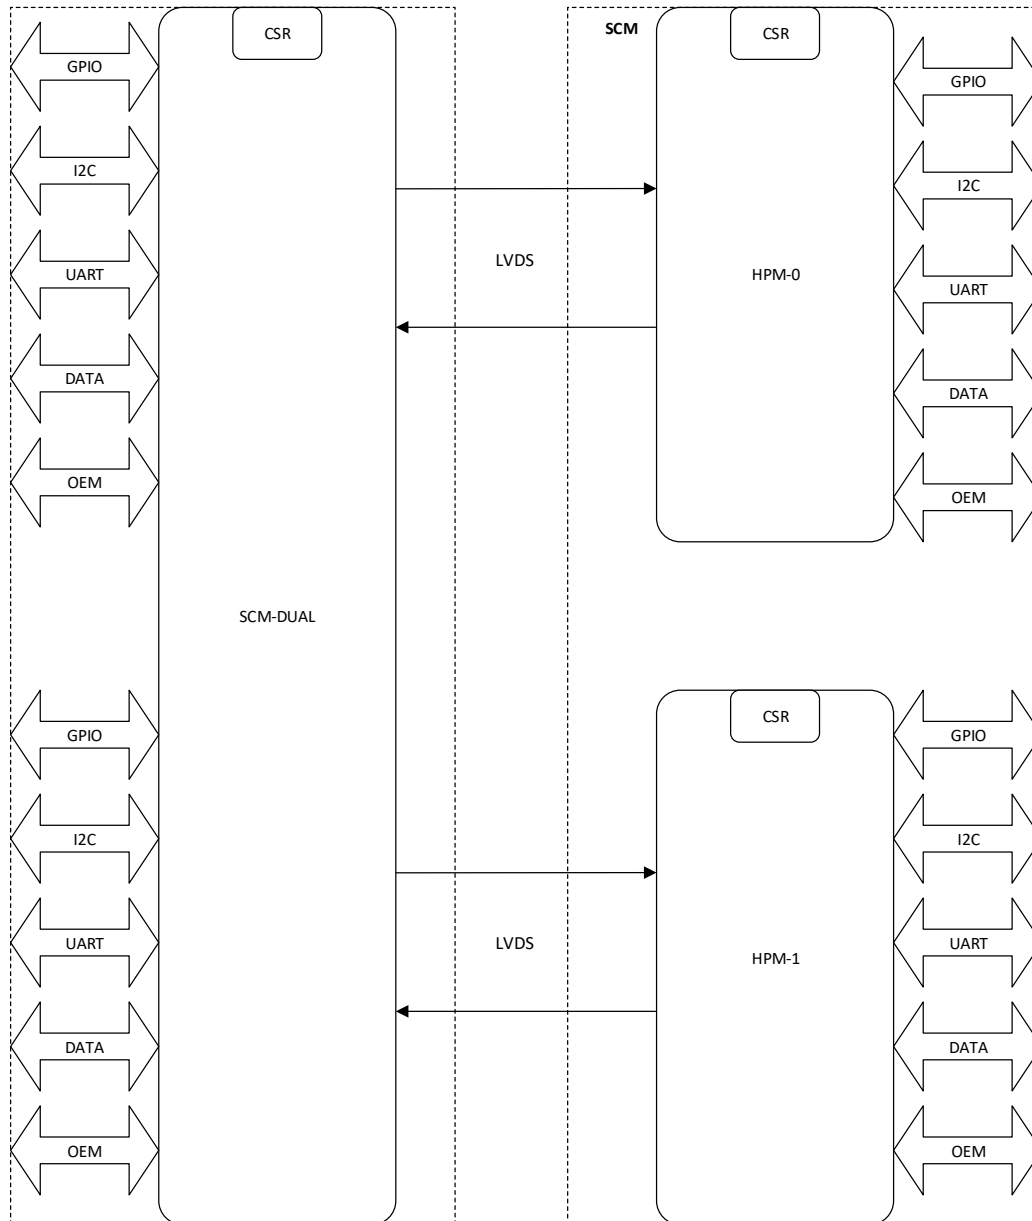 CSR
SCM
CSR
GPIO
GPIO
I2C
I2C
LVDS
UART
HPM-0
UART
DATA
DATA
OEM
OEM
SCM-DUAL
CSR
GPIO
GPIO
I2C
I2C
UART
LVDS
HPM-1
UART
DATA
DATA
OEM
OEM